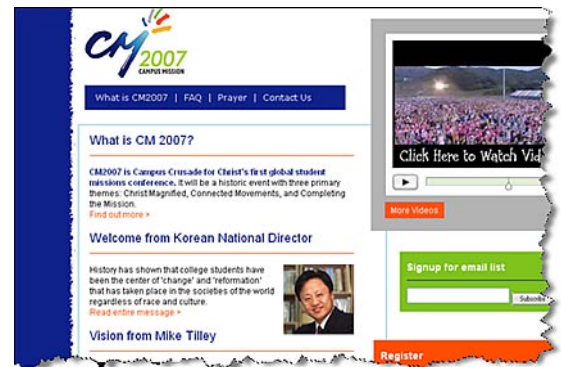 CM
2007
CAMPUS MISSION
What is CM2007 | FAQ | Prayer | Contact Us
What is CM 2007?
CM2007 is Campus Crusade for Christ's first global student
missions conference. It will be a historic event with three primary
themes: Christ Magnified, Connected Movements, and Completing
the Mission.
Find out more »
Welcome from Korean National Director
History has shown that college students have
been the center of 'change' and 'reformation'
that has taken place in the societies of the world
regardless of race and culture.
Read entire message »
Vision from Mike Tilley
Click Here to Watch Vid
More Videos
Signup for email list
Subscribe
Register